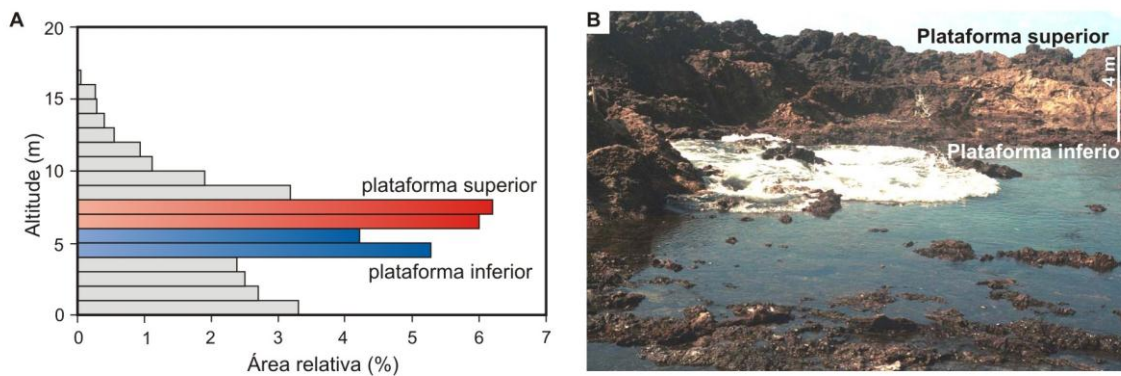 A
20
15
10
5
0
Altitude (m)
plataforma superior
plataforma inferior
0 1 2 3 4 5 6 7
Área relativa (%)
B
Plataforma superior
4 m
Plataforma inferior